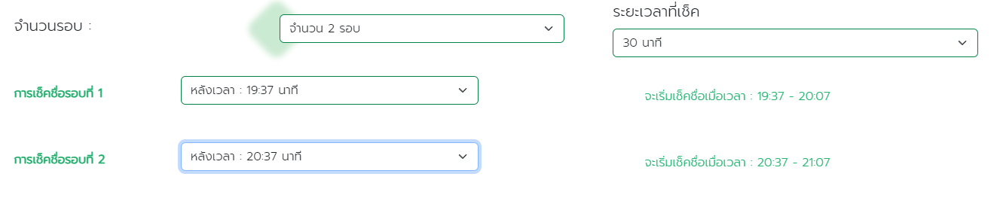 จำนวนรอบ :
จำนวน 2 รอบ
ระยะเวลาที่เช็ค
30 นาที
การเช็คชื่อรอบที่ 1
หลังเวลา : 19:37 นาที
จะเริ่มเช็คชื่อเมื่อเวลา : 19:37 - 20:07
การเช็คชื่อรอบที่ 2
หลังเวลา : 20:37 นาที
จะเริ่มเช็คชื่อเมื่อเวลา : 20:37 - 21:07